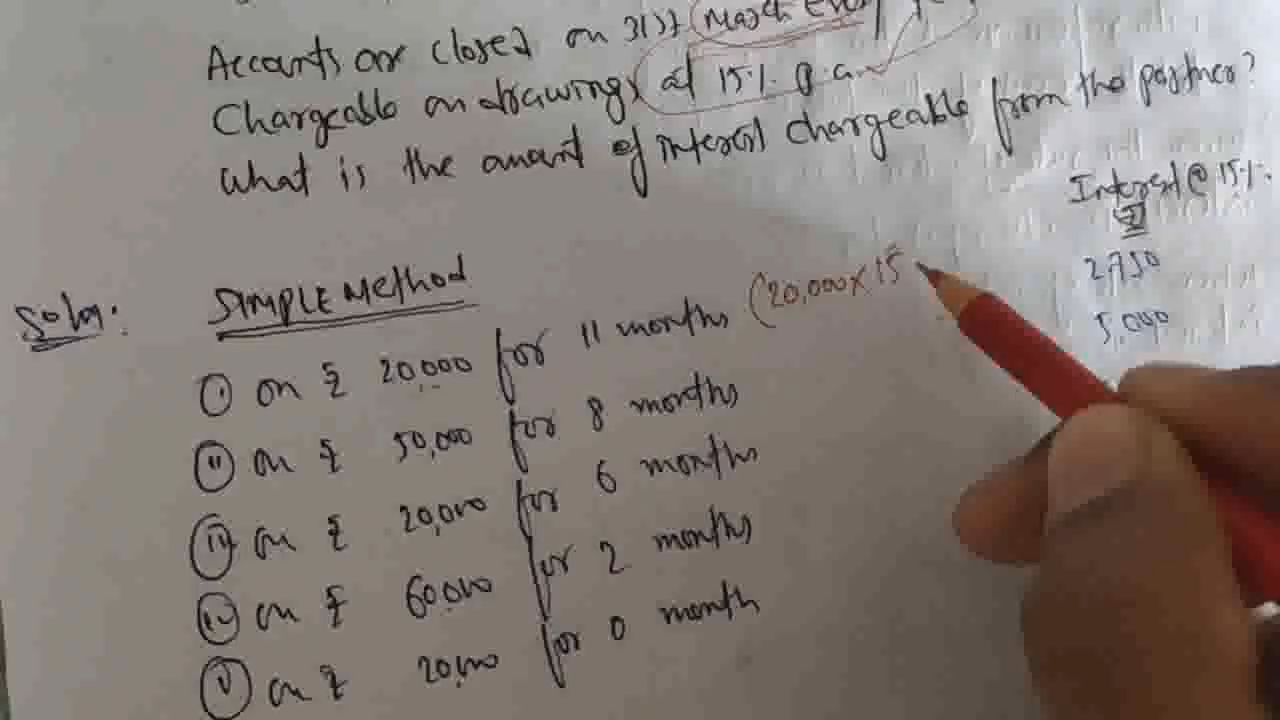 Accounts are closed on 31st March every
Chargeable on drawings at 15% p.a
What is the amant of interest chargeable from the partner?
Interest @ 15%.
₹
2,750
5,000
Soln:
SIMPLE Method
(i) on ₹ 20,000 for 11 months (20,000 × 15
(ii) on ₹ 50,000 for 8 months
(iii) on ₹ 20,000 for 6 months
(iv) on ₹ 60,000 for 2 months
(v) on ₹ 20,000 for 0 month